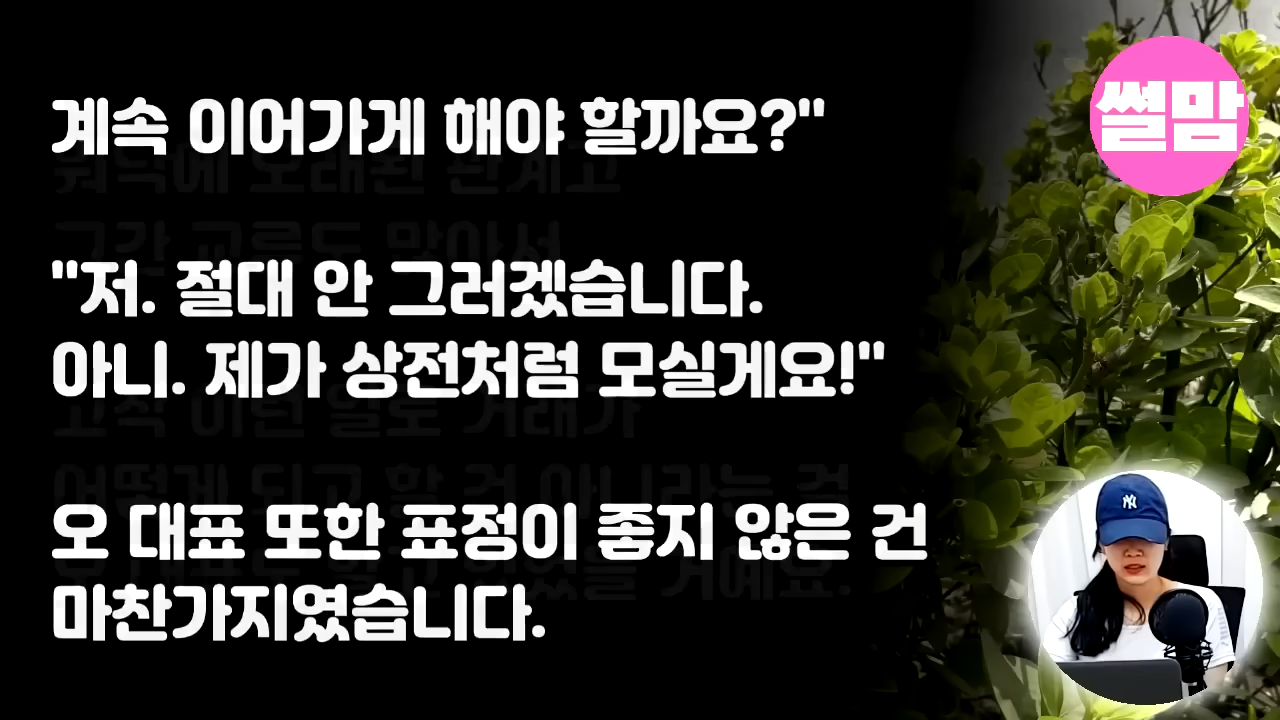 계속 이어가게 해야 할까요?"
"저. 절대 안 그러겠습니다.
아니. 제가 상전처럼 모실게요!"
오 대표 또한 표정이 좋지 않은 건
마찬가지였습니다.
썰맘
NY